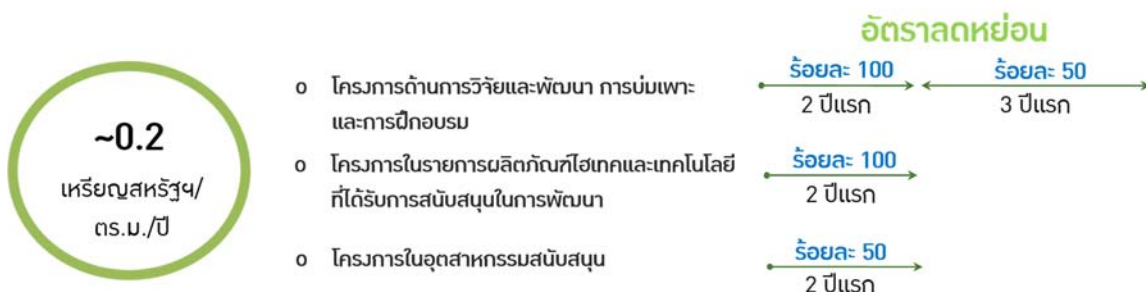 อัตราลดหย่อน
~0.2
เหรียญสหรัฐฯ/
ตร.ม./ปี
o โครงการด้านการวิจัยและพัฒนา การบ่มเพาะ
และการฝึกอบรม
ร้อยละ 100
2 ปีแรก
ร้อยละ 50
3 ปีแรก
o โครงการในรายการผลิตภัณฑ์ไฮเทคและเทคโนโลยี
ที่ได้รับการสนับสนุนในการพัฒนา
ร้อยละ 100
2 ปีแรก
o โครงการในอุตสาหกรรมสนับสนุน
ร้อยละ 50
2 ปีแรก